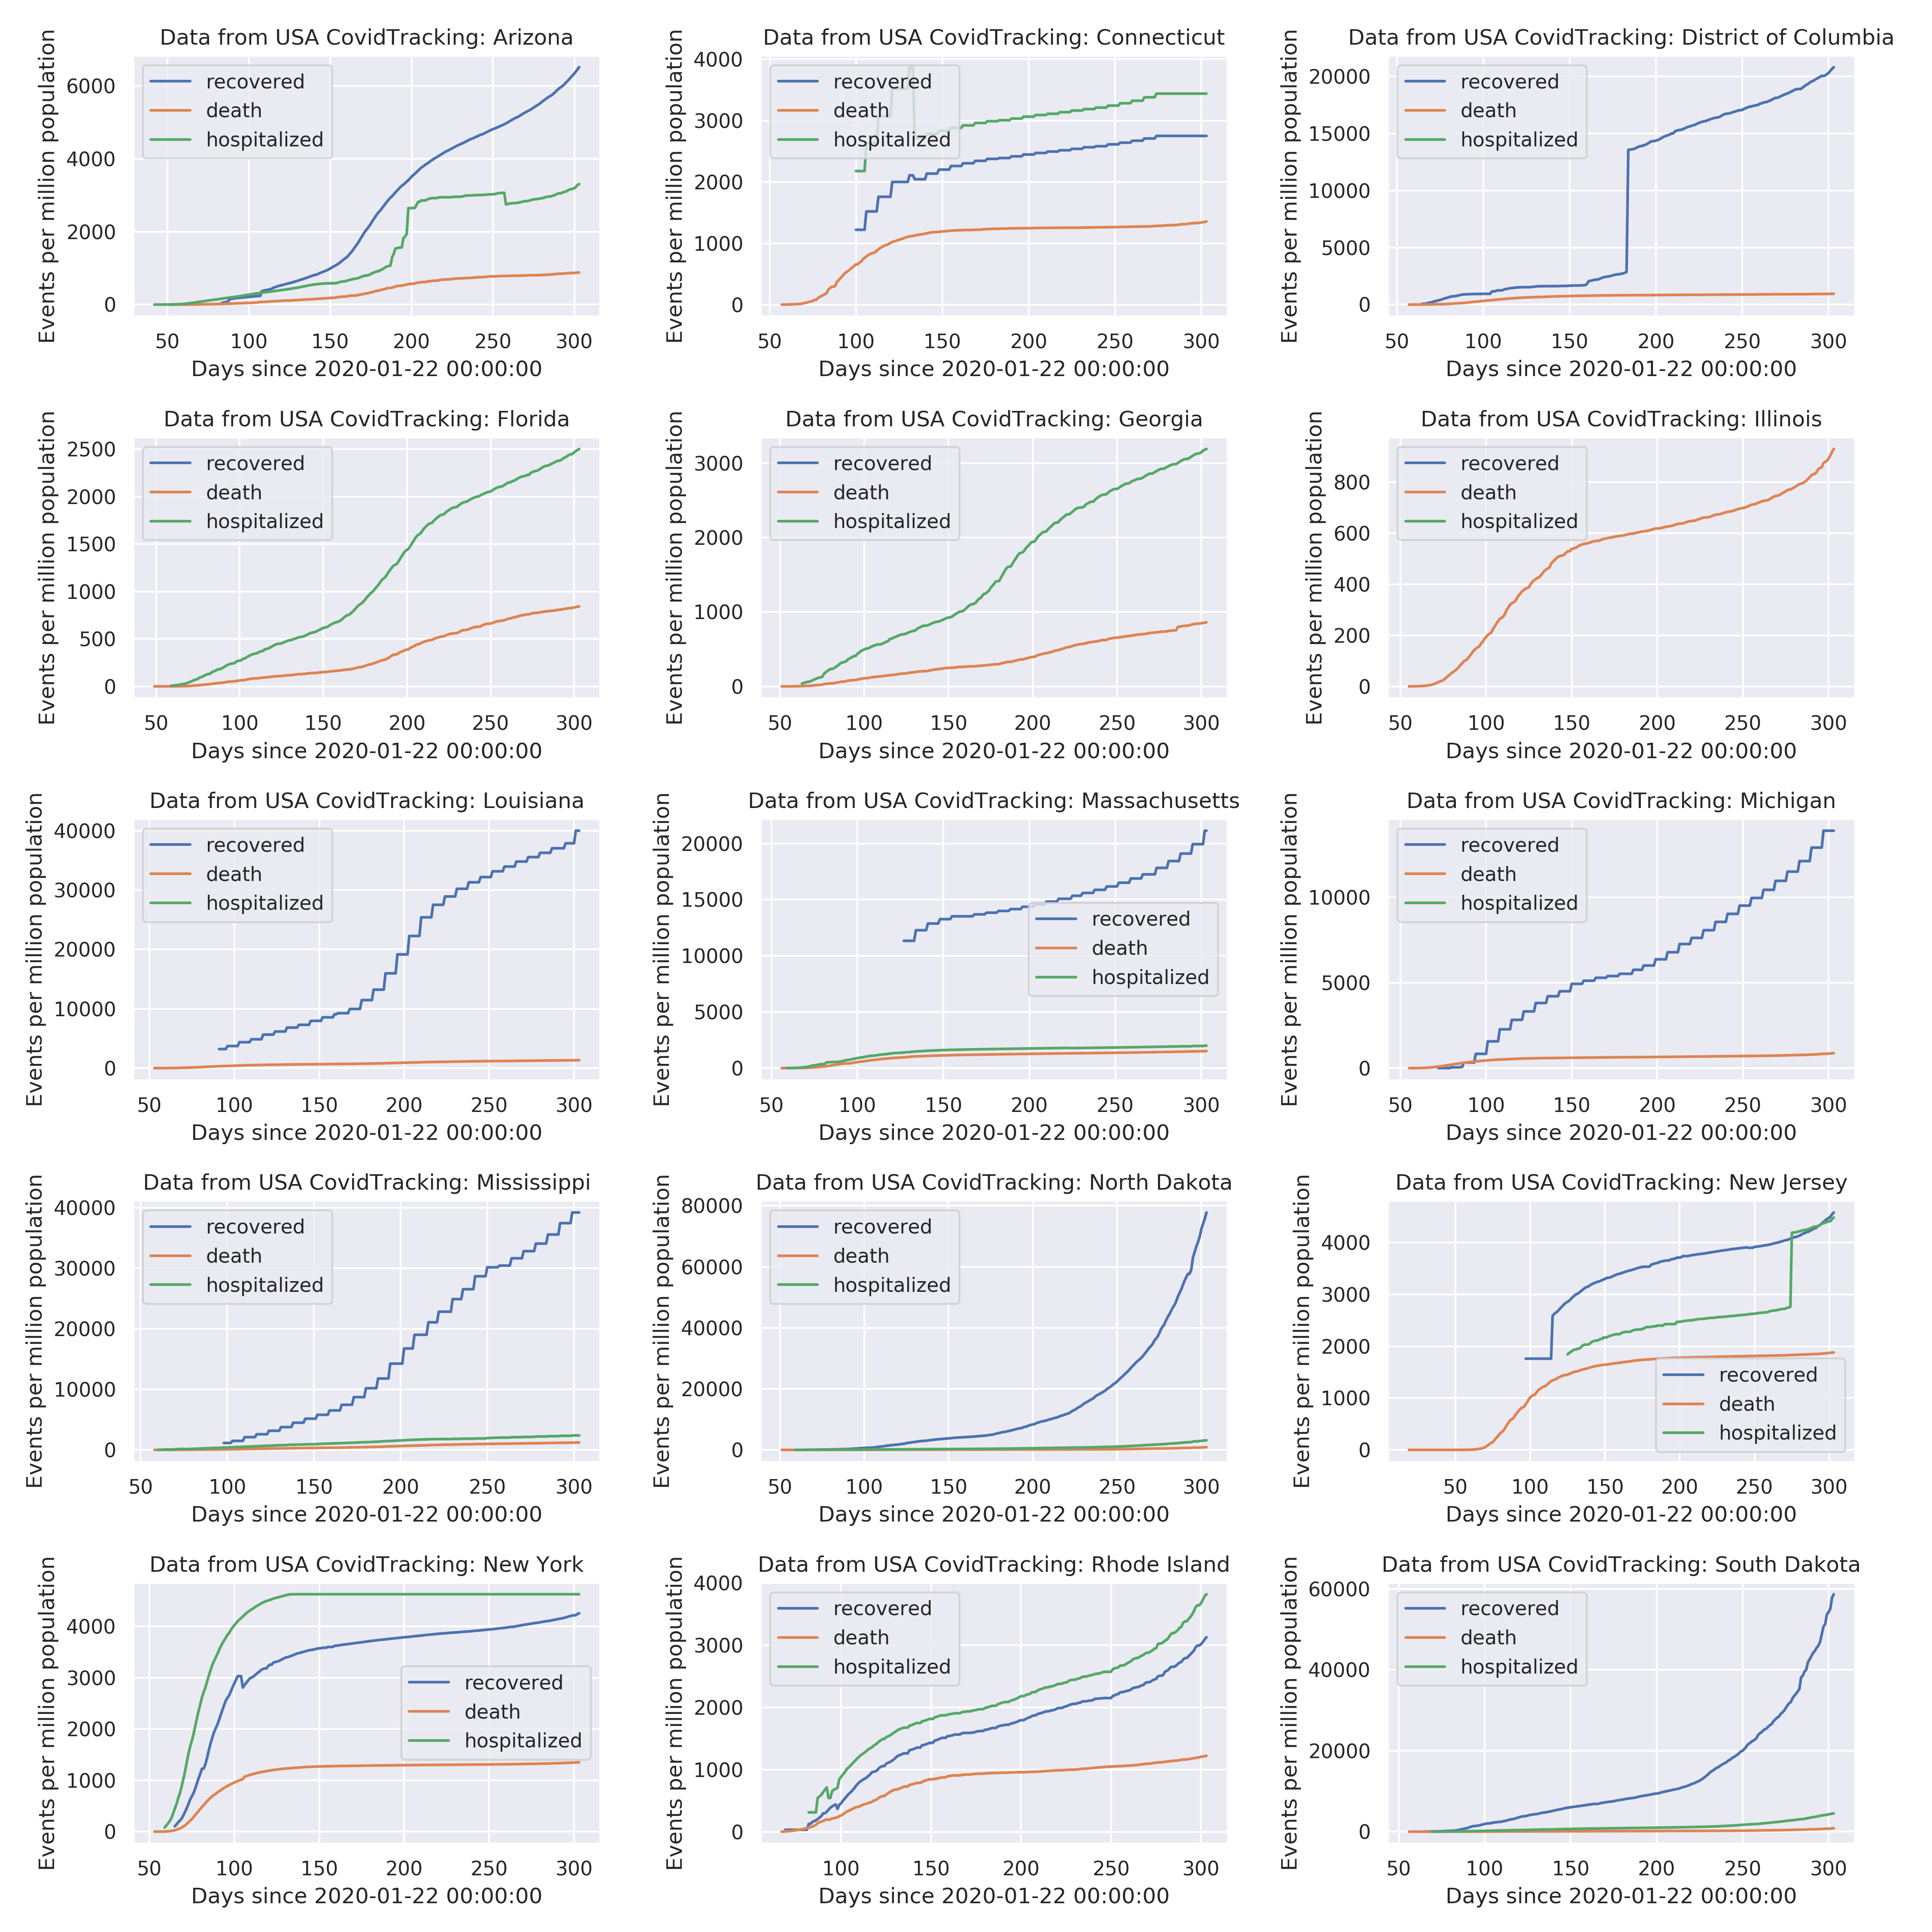 Data from USA CovidTracking: Arizona
Events per million population
6000
4000
2000
0
recovered
death
hospitalized
50 100 150 200 250 300
Days since 2020-01-22 00:00:00
Data from USA CovidTracking: Connecticut
Events per million population
4000
3000
2000
1000
0
recovered
death
hospitalized
50 100 150 200 250 300
Days since 2020-01-22 00:00:00
Data from USA CovidTracking: District of Columbia
Events per million population
20000
15000
10000
5000
0
recovered
death
hospitalized
50 100 150 200 250 300
Days since 2020-01-22 00:00:00
Data from USA CovidTracking: Florida
Events per million population
2500
2000
1500
1000
500
0
recovered
death
hospitalized
50 100 150 200 250 300
Days since 2020-01-22 00:00:00
Data from USA CovidTracking: Georgia
Events per million population
3000
2000
1000
0
recovered
death
hospitalized
50 100 150 200 250 300
Days since 2020-01-22 00:00:00
Data from USA CovidTracking: Illinois
Events per million population
800
600
400
200
0
recovered
death
hospitalized
50 100 150 200 250 300
Days since 2020-01-22 00:00:00
Data from USA CovidTracking: Louisiana
Events per million population
40000
30000
20000
10000
0
recovered
death
hospitalized
50 100 150 200 250 300
Days since 2020-01-22 00:00:00
Data from USA CovidTracking: Massachusetts
Events per million population
20000
15000
10000
5000
0
recovered
death
hospitalized
50 100 150 200 250 300
Days since 2020-01-22 00:00:00
Data from USA CovidTracking: Michigan
Events per million population
10000
5000
0
recovered
death
hospitalized
50 100 150 200 250 300
Days since 2020-01-22 00:00:00
Data from USA CovidTracking: Mississippi
Events per million population
40000
30000
20000
10000
0
recovered
death
hospitalized
50 100 150 200 250 300
Days since 2020-01-22 00:00:00
Data from USA CovidTracking: North Dakota
Events per million population
80000
60000
40000
20000
0
recovered
death
hospitalized
50 100 150 200 250 300
Days since 2020-01-22 00:00:00
Data from USA CovidTracking: New Jersey
Events per million population
4000
3000
2000
1000
0
recovered
death
hospitalized
50 100 150 200 250 300
Days since 2020-01-22 00:00:00
Data from USA CovidTracking: New York
Events per million population
4000
3000
2000
1000
0
recovered
death
hospitalized
50 100 150 200 250 300
Days since 2020-01-22 00:00:00
Data from USA CovidTracking: Rhode Island
Events per million population
4000
3000
2000
1000
0
recovered
death
hospitalized
100 150 200 250 300
Days since 2020-01-22 00:00:00
Data from USA CovidTracking: South Dakota
Events per million population
60000
40000
20000
0
recovered
death
hospitalized
50 100 150 200 250 300
Days since 2020-01-22 00:00:00